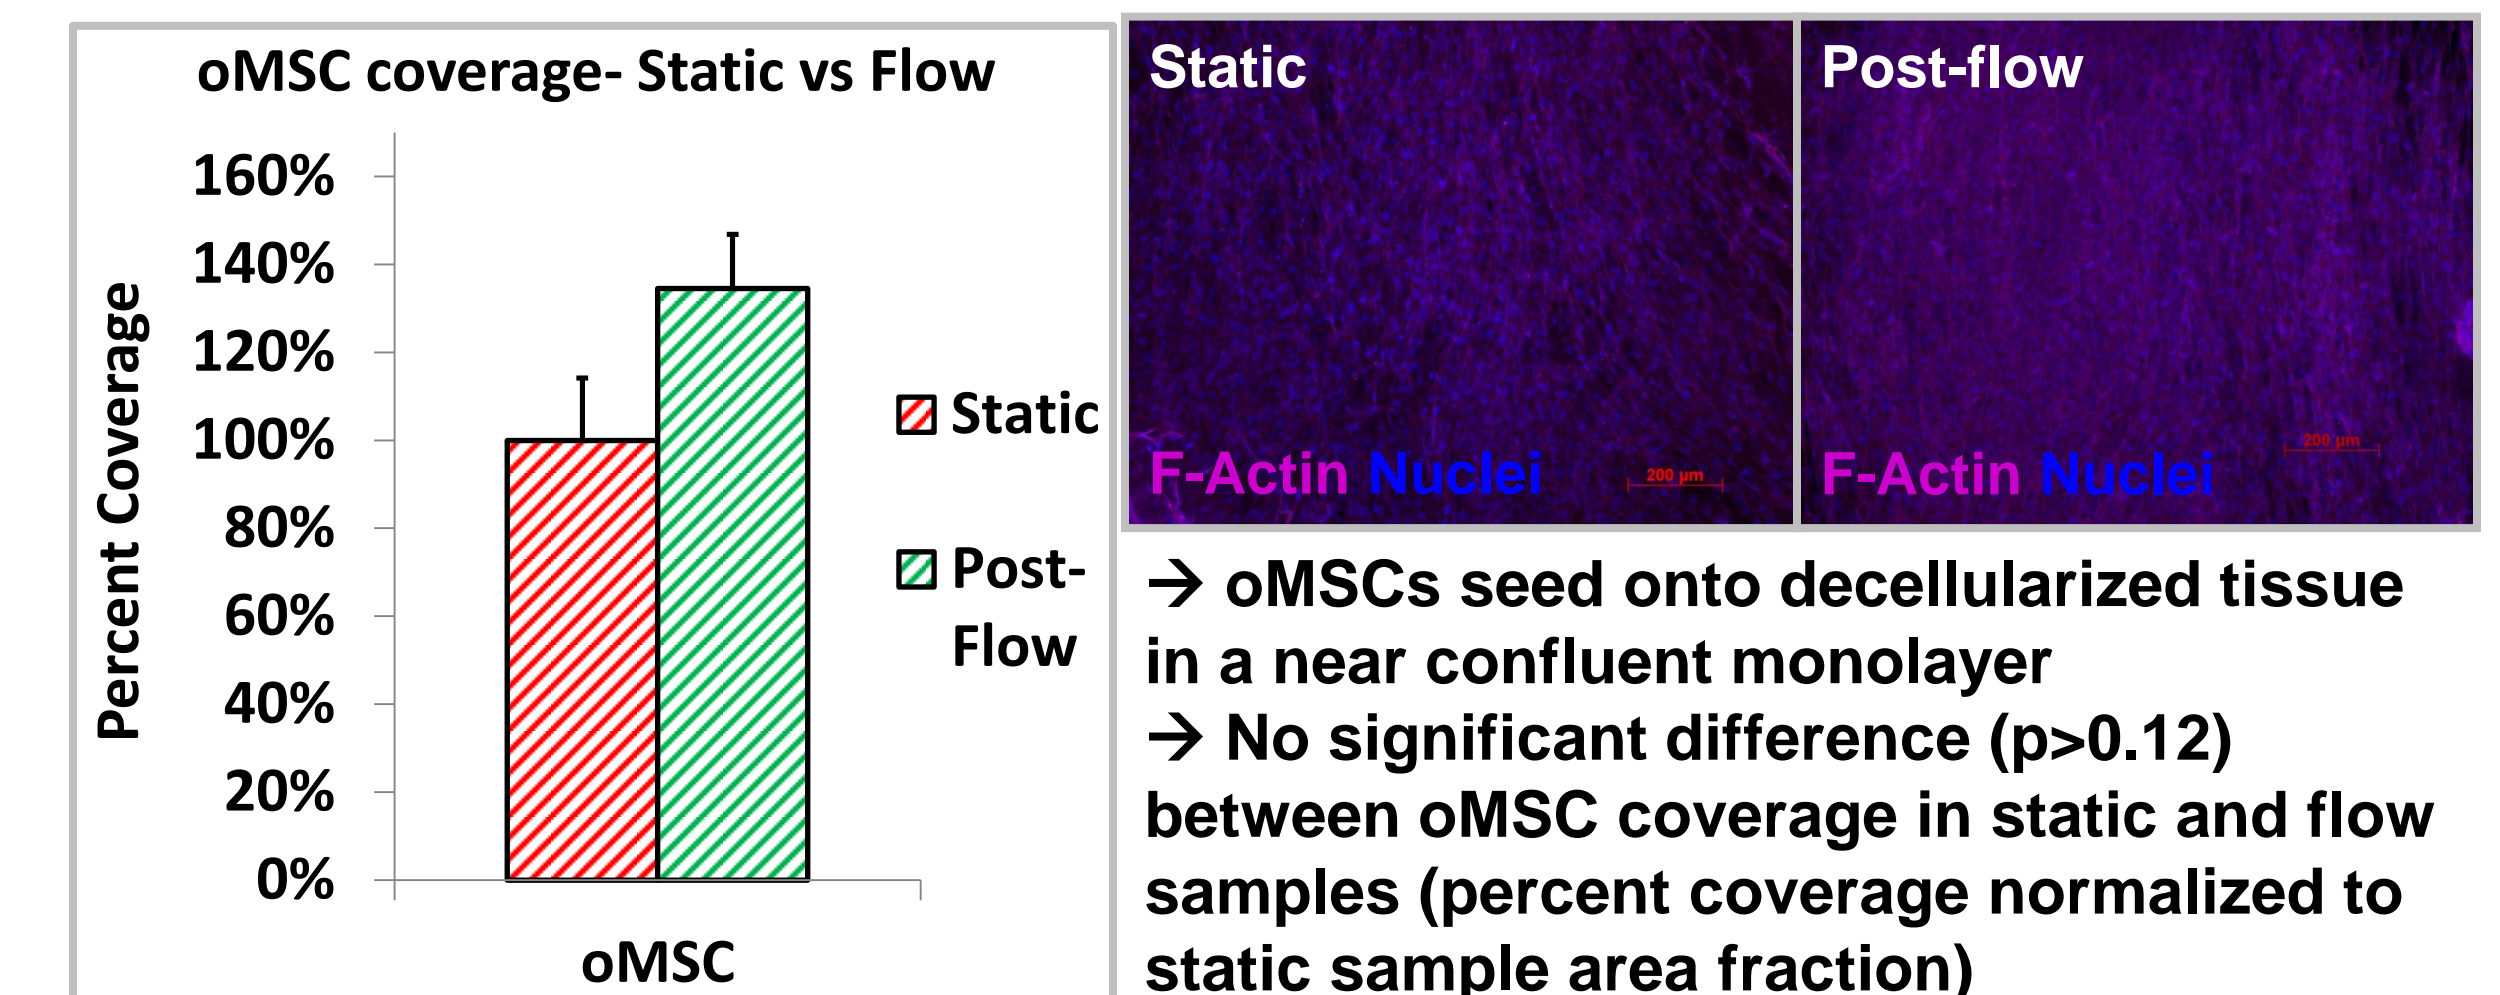 oMSC coverage- Static vs Flow
160%
140%
120%
100%
80%
60%
40%
20%
0%
Percent Coverage
oMSC
Static
Post-
Flow
Static
F-Actin Nuclei
200 µm
Post-flow
F-Actin Nuclei
200 µm
→ oMSCs seed onto decellularized tissue
in a near confluent monolayer
→ No significant difference (p>0.12)
between oMSC coverage in static and flow
samples (percent coverage normalized to
static sample area fraction)